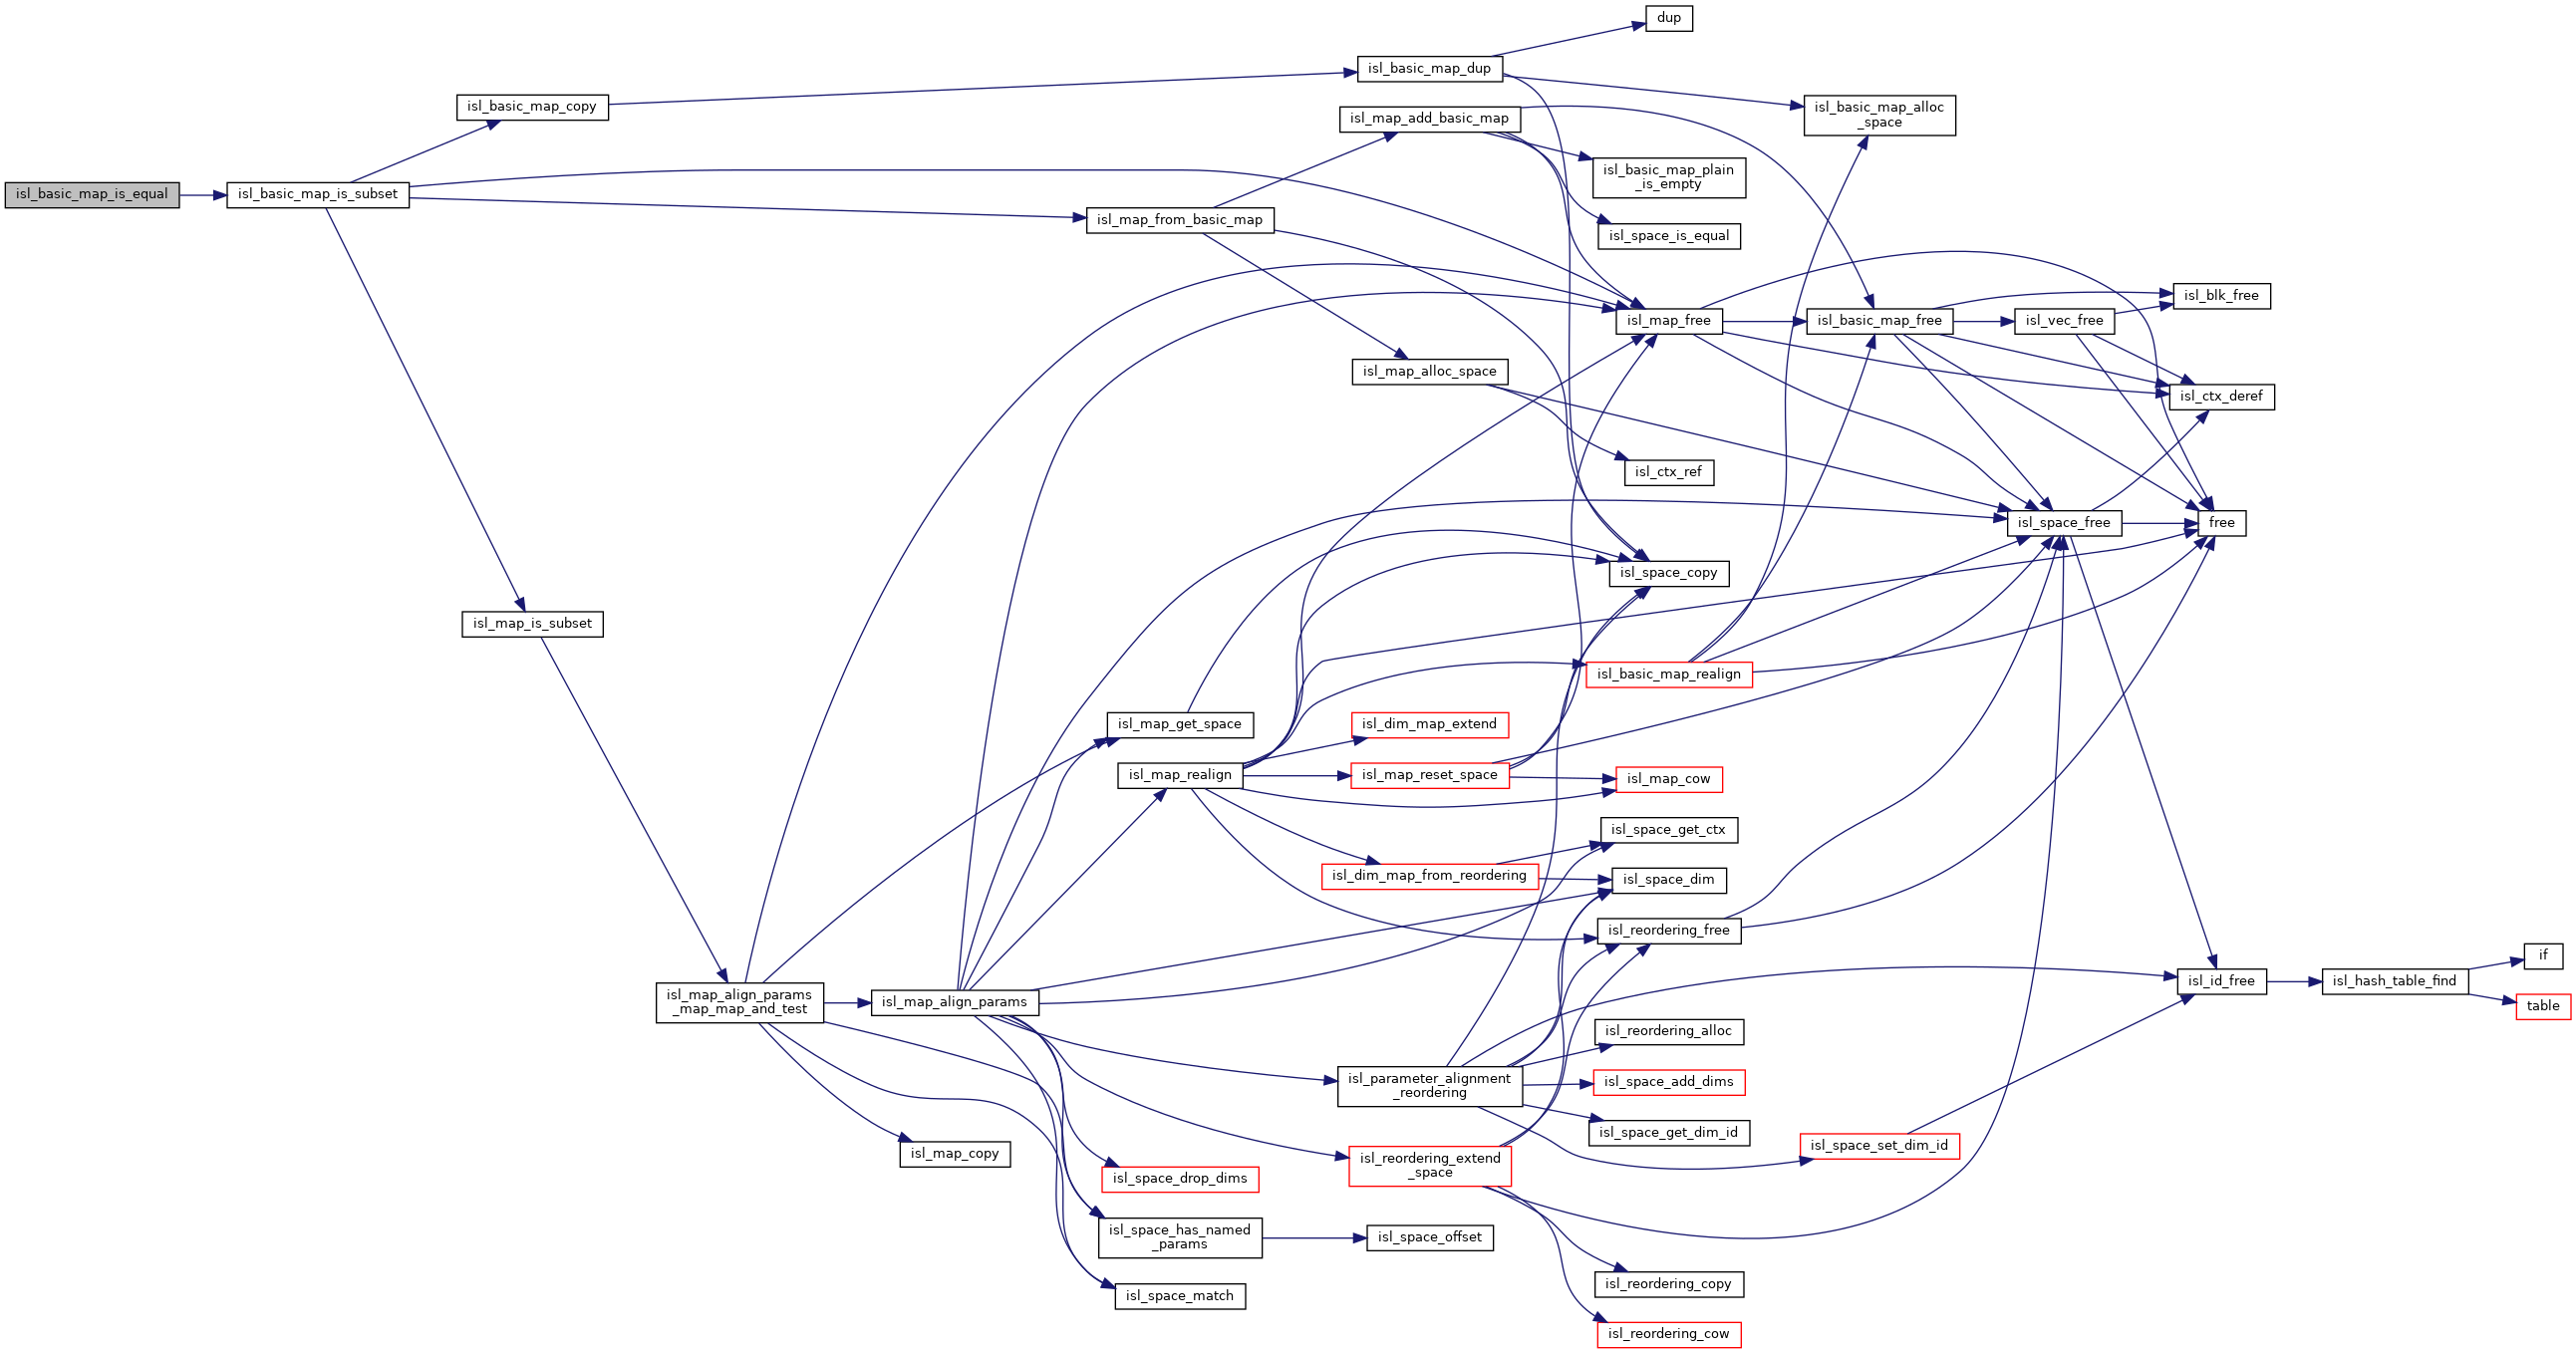 dup
isl_basic_map_dup
isl_basic_map_copy
isl_basic_map_alloc
_space
isl_map_add_basic_map
isl_basic_map_plain
_is_empty
isl_basic_map_is_equal
isl_basic_map_is_subset
isl_map_from_basic_map
isl_space_is_equal
isl_blk_free
isl_map_free
isl_basic_map_free
isl_vec_free
isl_map_alloc_space
isl_ctx_deref
isl_ctx_ref
isl_space_free
free
isl_space_copy
isl_map_is_subset
isl_basic_map_realign
isl_map_get_space
isl_dim_map_extend
isl_map_realign
isl_map_reset_space
isl_map_cow
isl_space_get_ctx
isl_dim_map_from_reordering
isl_space_dim
isl_reordering_free
if
isl_id_free
isl_hash_table_find
isl_map_align_params
_map_map_and_test
isl_map_align_params
table
isl_reordering_alloc
isl_parameter_alignment
_reordering
isl_space_add_dims
isl_space_get_dim_id
isl_space_set_dim_id
isl_map_copy
isl_reordering_extend
_space
isl_space_drop_dims
isl_space_has_named
_params
isl_space_offset
isl_reordering_copy
isl_space_match
isl_reordering_cow